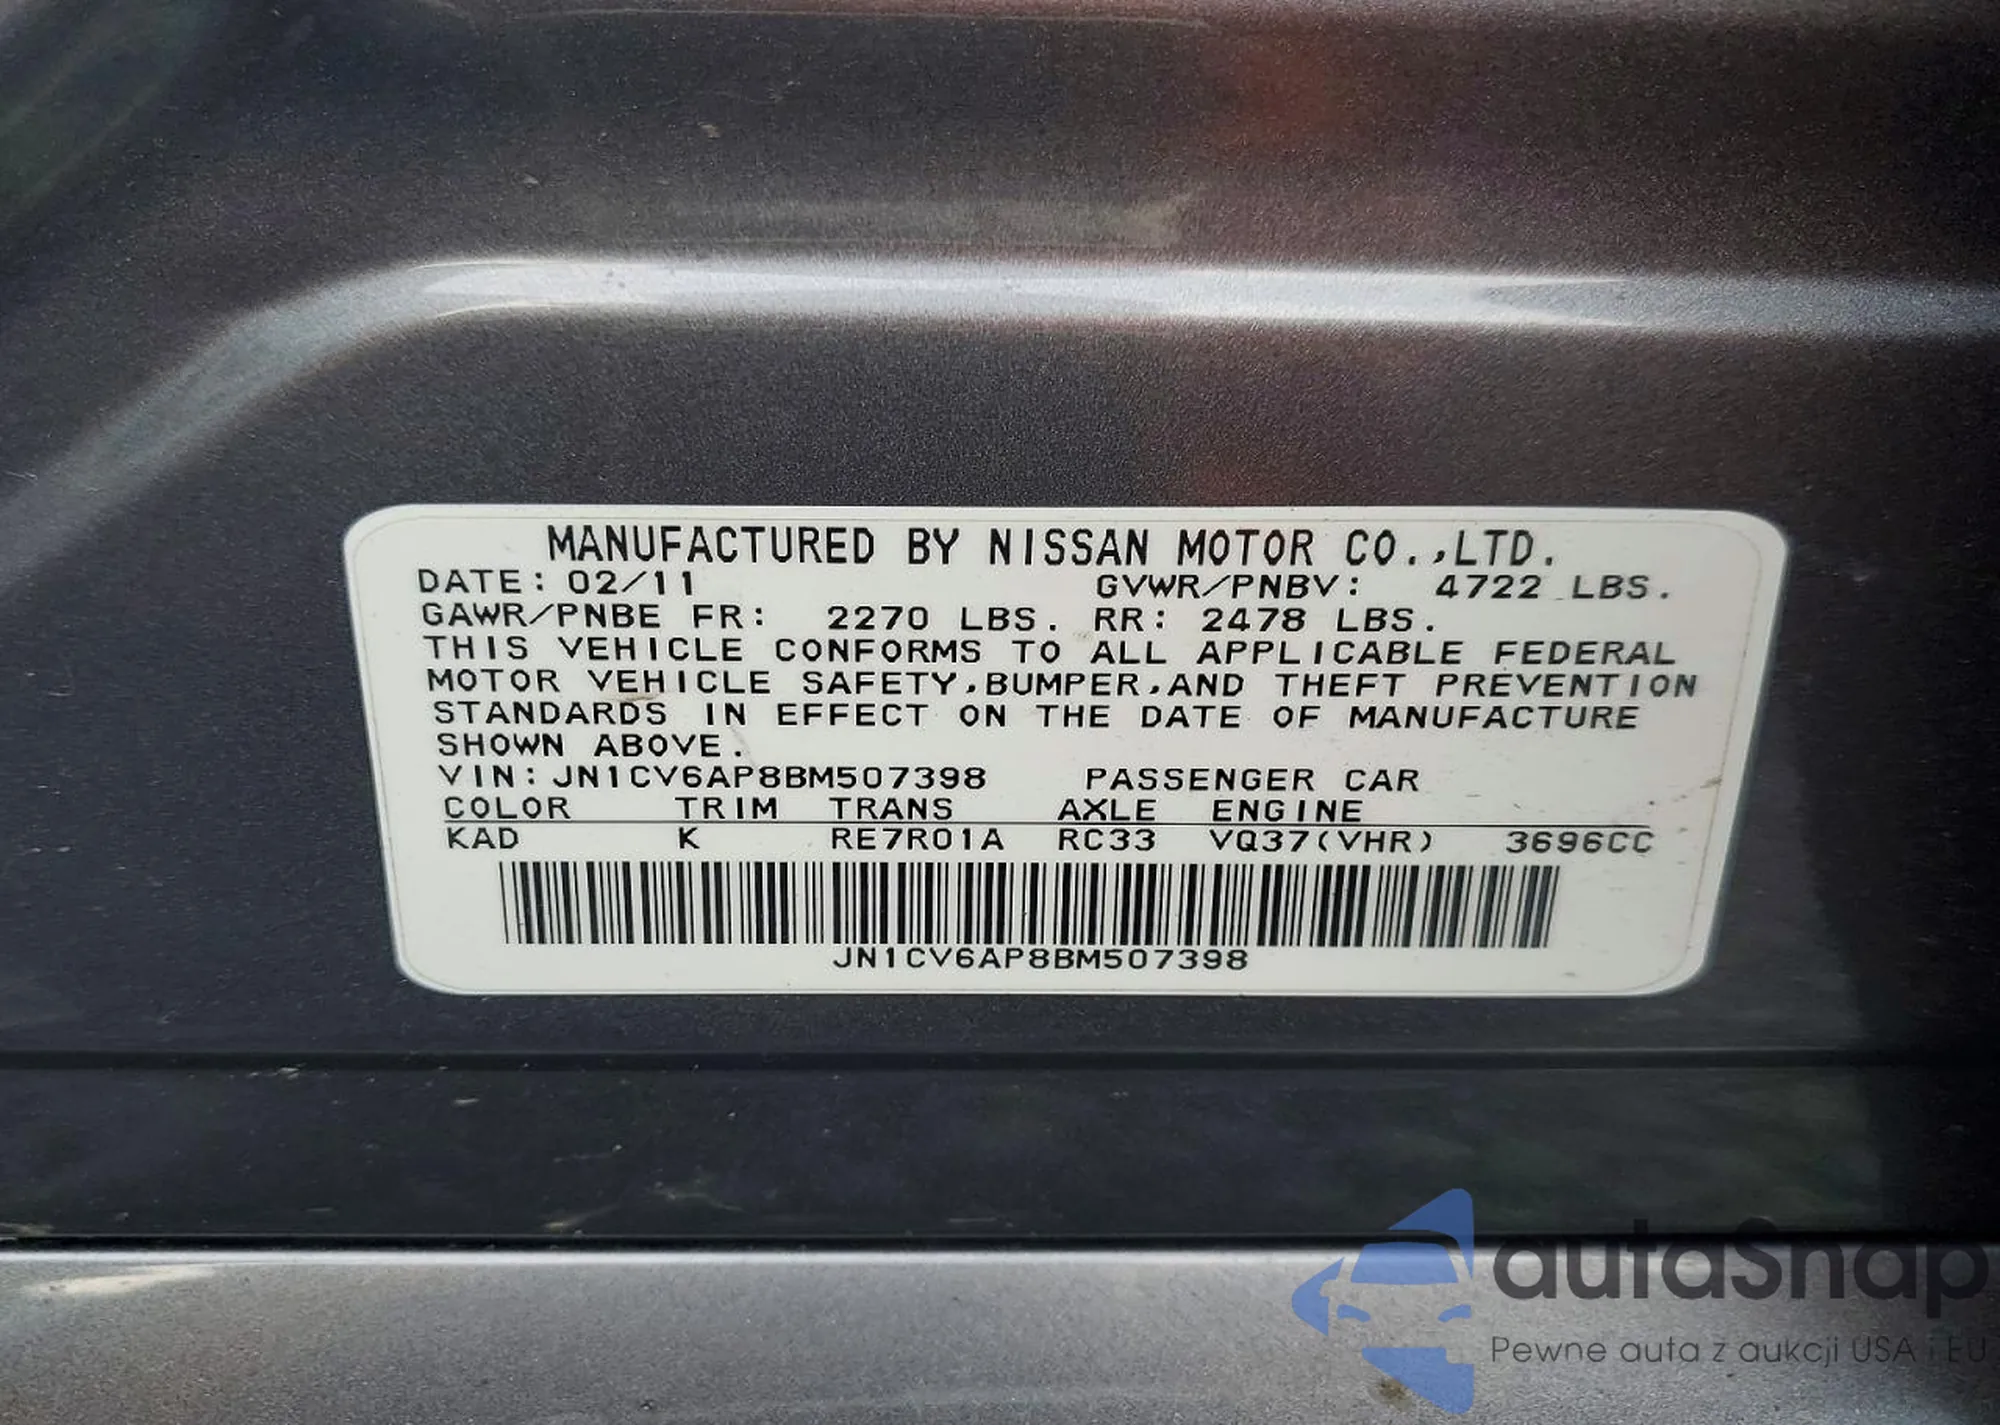 MANUFACTURED BY NISSAN MOTOR CO.,LTD.
DATE: 02/11 GVWR/PNBV: 4722 LBS.
GAWR/PNBE FR: 2270 LBS. RR: 2478 LBS.
THIS VEHICLE CONFORMS TO ALL APPLICABLE FEDERAL
MOTOR VEHICLE SAFETY,BUMPER,AND THEFT PREVENTION
STANDARDS IN EFFECT ON THE DATE OF MANUFACTURE
SHOWN ABOVE.
VIN: JN1CV6AP8BM507398 PASSENGER CAR
COLOR TRIM TRANS AXLE ENGINE
KAD K RE7R01A RC33 VQ37(VHR) 3696CC
JN1CV6AP8BM507398
autaSnap
Pewne auta z aukcji USA i EU